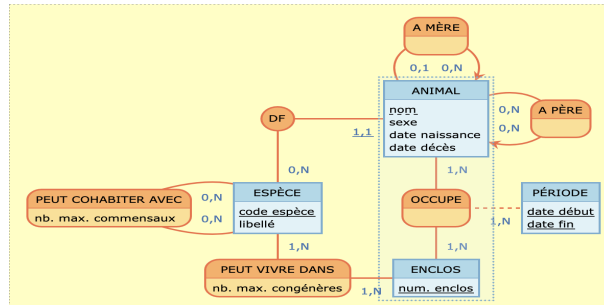 A MÈRE
0,1 0,N
ANIMAL
nom
sexe
date naissance
date décès
0,N
0,N
A PÈRE
DF
1,1
0,N
1,N
PEUT COHABITER AVEC
nb. max. commensaux
0,N
0,N
ESPÈCE
code espèce
libellé
OCCUPE
1,N
PÉRIODE
date début
date fin
1,N
1,N
PEUT VIVRE DANS
nb. max. congénères
1,N
ENCLOS
num. enclos